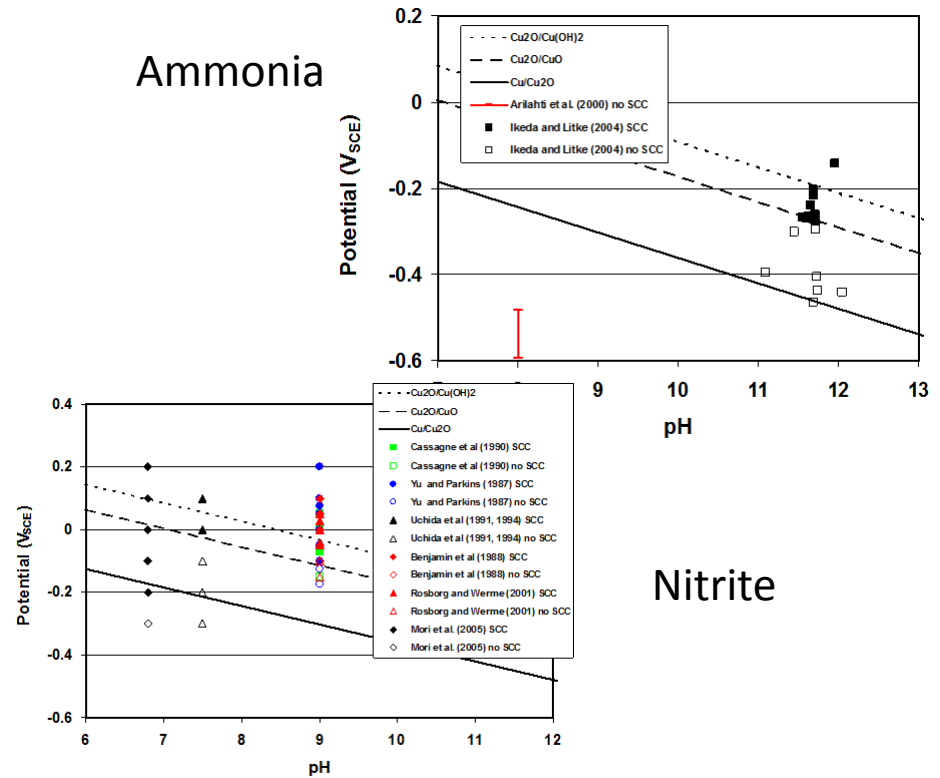 Ammonia
Potential (V_SCE)
0.2
0
-0.2
-0.4
-0.6
Cu2O/Cu(OH)2
Cu2O/CuO
Cu/Cu2O
Arilahti et al. (2000) no SCC
Ikeda and Litke (2004) SCC
Ikeda and Litke (2004) no SCC
9 10 11 12 13
pH
Potential (V_SCE)
0.4
0.2
0
-0.2
-0.4
-0.6
Cu2O/Cu(OH)2
Cu2O/CuO
Cu/Cu2O
Cassagne et al (1990) SCC
Cassagne et al (1990) no SCC
Yu and Parkins (1987) SCC
Yu and Parkins (1987) no SCC
Uchida et al (1991, 1994) SCC
Uchida et al (1991, 1994) no SCC
Benjamin et al (1988) SCC
Benjamin et al (1988) no SCC
Rosborg and Werme (2001) SCC
Rosborg and Werme (2001) no SCC
Mori et al. (2005) SCC
Mori et al. (2005) no SCC
Nitrite
6 7 8 9 10 11 12
pH